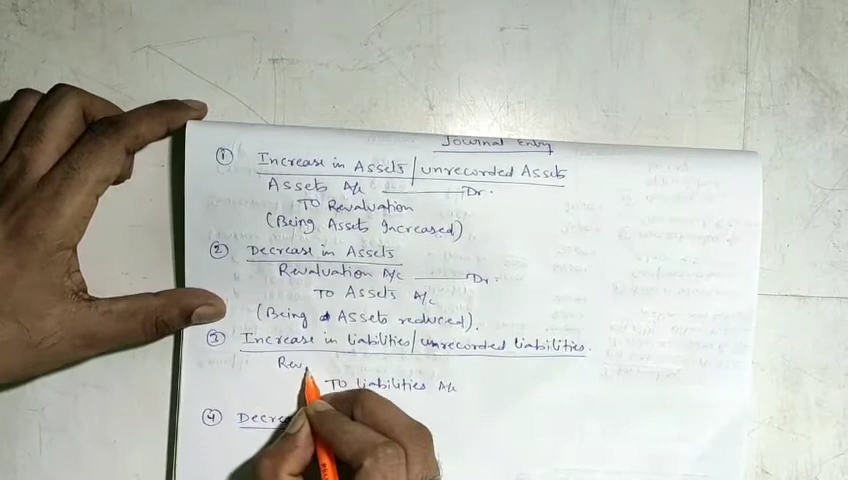 Journal Entry
① Increase in Assets/unrecorded Assets
Assets A/c ———— Dr.
TO Revaluation
(Being Assets Increased)
② Decrease in Assets
Revaluation A/c ——— Dr.
TO Assets A/c
(Being Assets reduced).
③ Increase in liabilities/unrecorded liabilities.
Rev
TO liabilities A/c
④ Decre